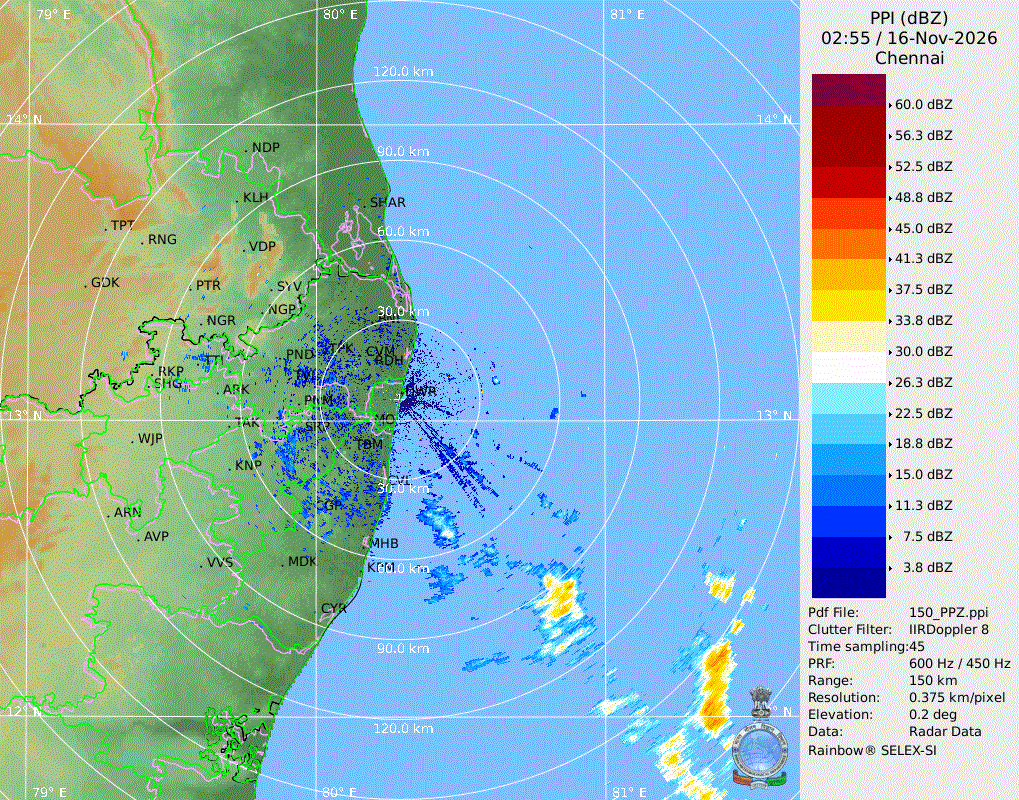 79° E
80° E
81° E
120.0 km
14° N
14° N
90.0 km
NDP
KLH
SHAR
TPT
RNG
60.0 km
VDP
GDK
PTR
SYV
NGP
30.0 km
NGR
PND
CVM
TTI
RKP
SHG
ARK
PNM
13° N
13° N
TAK
WJP
TBM
KNP
30.0 km
ARN
AVP
MHB
VVS
MDK
60.0 km
CYR
90.0 km
12° N
120.0 km
79° E
80° E
81° E
PPI (dBZ)
02:55 / 16-Nov-2026
Chennai
60.0 dBZ
56.3 dBZ
52.5 dBZ
48.8 dBZ
45.0 dBZ
41.3 dBZ
37.5 dBZ
33.8 dBZ
30.0 dBZ
26.3 dBZ
22.5 dBZ
18.8 dBZ
15.0 dBZ
11.3 dBZ
7.5 dBZ
3.8 dBZ
Pdf File: 150_PPZ.ppi
Clutter Filter: IIRDoppler 8
Time sampling:45
PRF: 600 Hz / 450 Hz
Range: 150 km
Resolution: 0.375 km/pixel
Elevation: 0.2 deg
Data: Radar Data
Rainbow® SELEX-SI